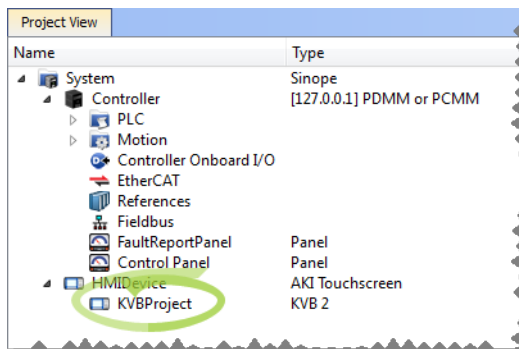 Project View
Name Type
System Sinope
Controller [127.0.0.1] PDMM or PCMM
PLC
Motion
Controller Onboard I/O
EtherCAT
References
Fieldbus
FaultReportPanel Panel
Control Panel Panel
HMIDevice AKI Touchscreen
KVBProject KVB 2